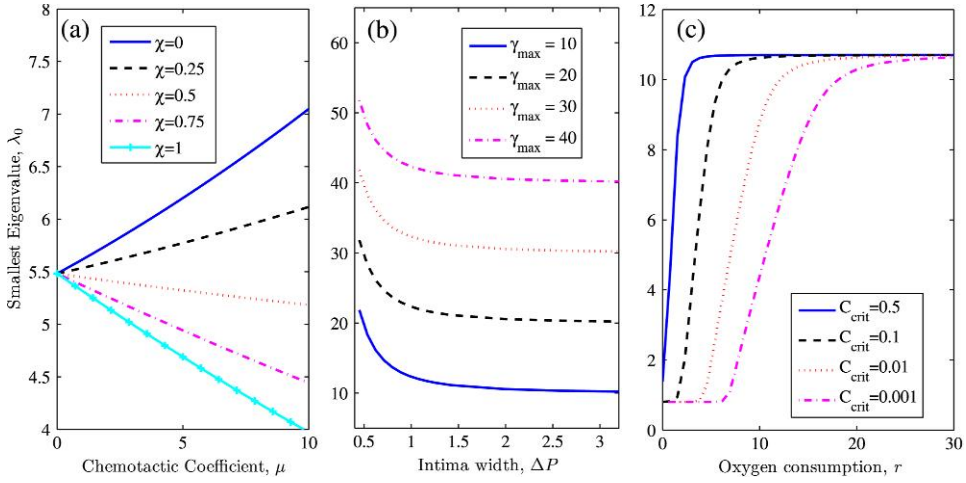 (a)
χ=0
χ=0.25
χ=0.5
χ=0.75
χ=1
8
7.5
7
6.5
6
5.5
5
4.5
4
Smallest Eigenvalue, λ₀
0 5 10
Chemotactic Coefficient, μ
(b)
γmax = 10
γmax = 20
γmax = 30
γmax = 40
60
50
40
30
20
10
0.5 1 1.5 2 2.5 3
Intima width, ΔP
(c)
12
10
8
6
4
2
0
Ccrit=0.5
Ccrit=0.1
Ccrit=0.01
Ccrit=0.001
0 10 20 30
Oxygen consumption, r